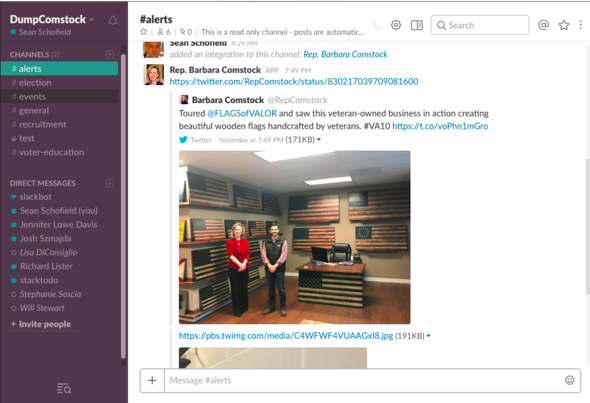 DumpComstock
Sean Schofield
CHANNELS (7)
# alerts
# election
# events
# general
# recruitment
test
# voter-education
DIRECT MESSAGES
slackbot
Sean Schofield (you)
Jennifer Lowe Davis
Josh Szmajda
Lisa DiConsiglio
Richard Lister
stacktodo
Stephanie Soscia
Will Stewart
+ Invite people
#alerts
6 | 0 | This is a read only channel - posts are automatic...
Search
Sean Schofield 4:29 PM
added an integration to this channel: Rep. Barbara Comstock
Rep. Barbara Comstock APP 7:49 PM
https://twitter.com/RepComstock/status/830217039709081600
Barbara Comstock @RepComstock
Toured @FLAGSofVALOR and saw this veteran-owned business in action creating
beautiful wooden flags handcrafted by veterans. #VA10 https://t.co/voPhn1mGro
Twitter | Yesterday at 7:49 PM (171KB)
https://pbs.twimg.com/media/C4WFWF4VUAAGxI8.jpg (191KB)
+ Message #alerts